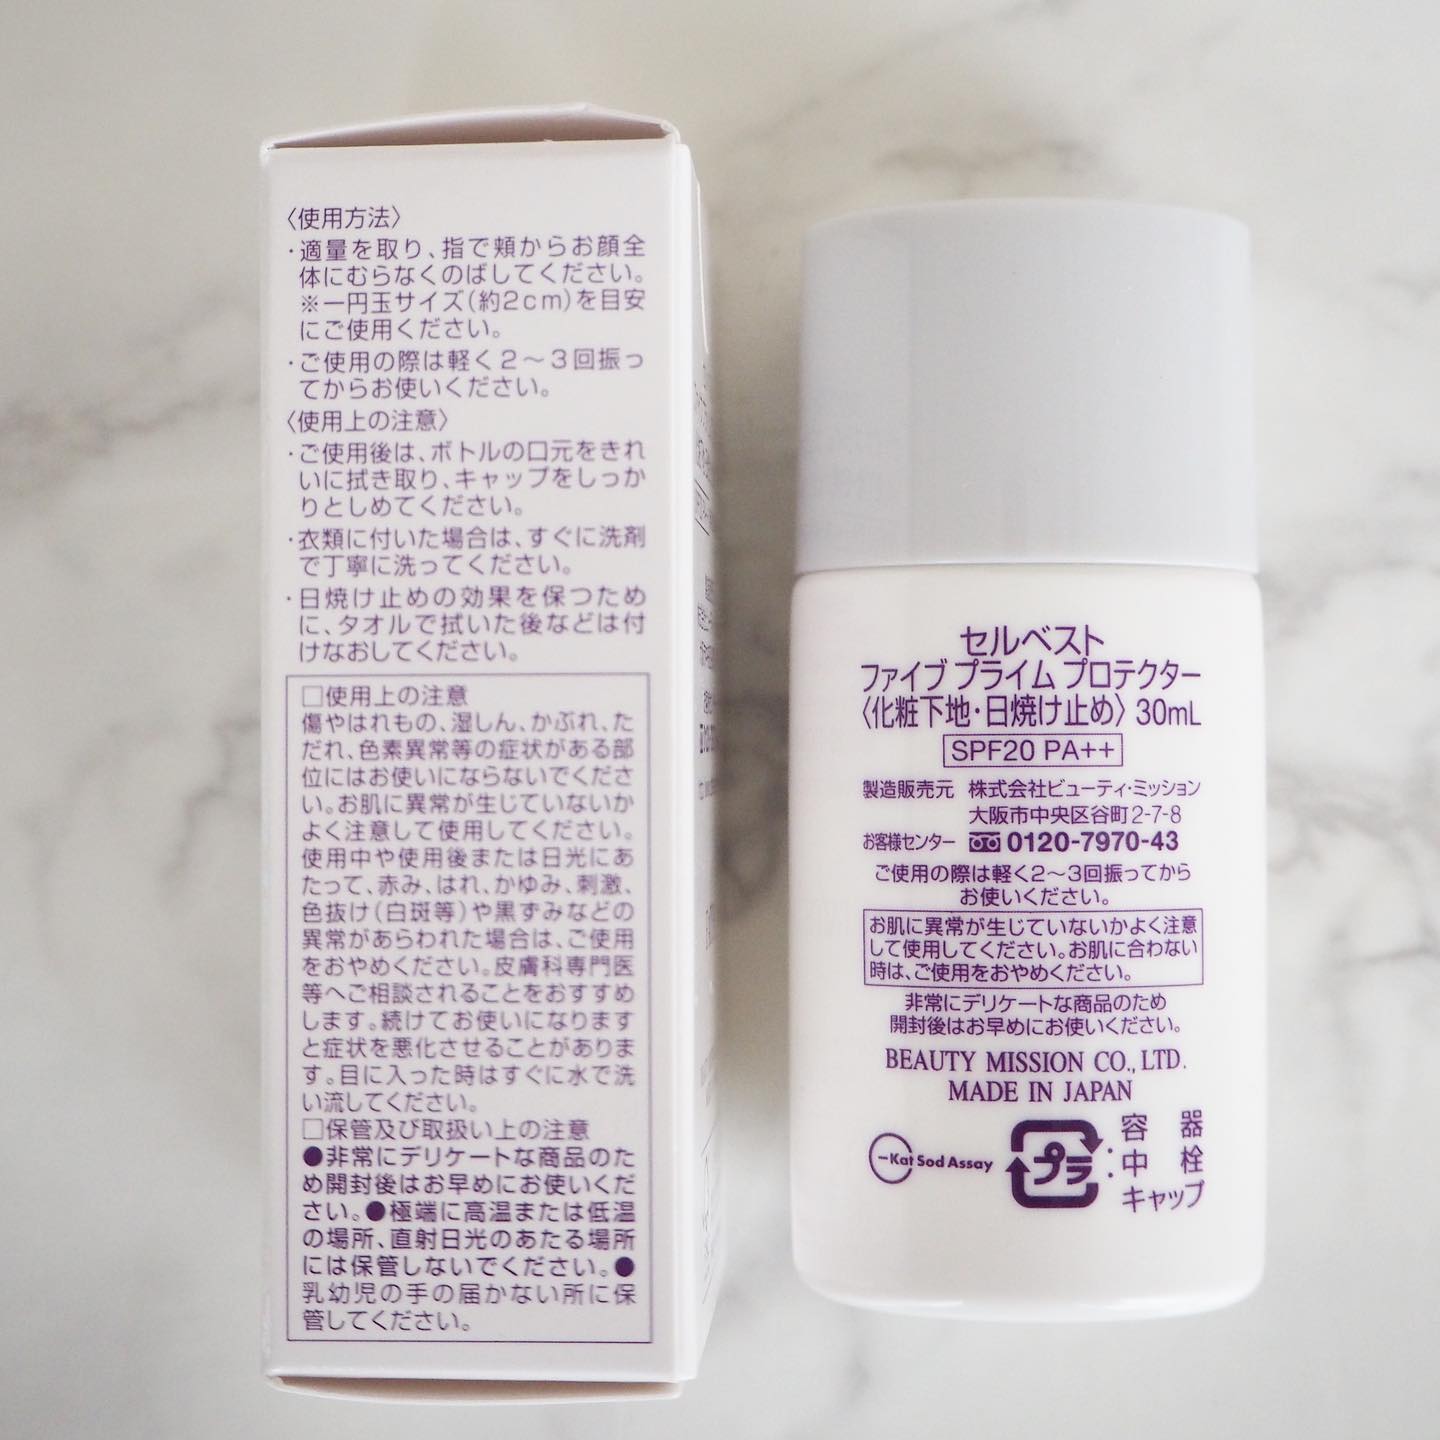 〈使用方法〉
・適量を取り、指で頬からお顔全
体にむらなくのばしてください。
※一円玉サイズ(約2cm)を目安
にご使用ください。
・ご使用の際は軽く2～3回振っ
てからお使いください。
〈使用上の注意〉
・ご使用後は、ボトルの口元をきれ
いに拭き取り、キャップをしっか
りとしめてください。
・衣類に付いた場合は、すぐに洗剤
で丁寧に洗ってください。
・日焼け止めの効果を保つため
に、タオルで拭いた後などは付
けなおしてください。
□使用上の注意
傷やはれもの、湿しん、かぶれ、た
だれ、色素異常等の症状がある部
位にはお使いにならないでくださ
い。お肌に異常が生じていないか
よく注意して使用してください。
使用中や使用後または日光にあ
たって、赤み、はれ、かゆみ、刺激、
色抜け(白斑等)や黒ずみなどの
異常があらわれた場合は、ご使用
をおやめください。皮膚科専門医
等へご相談されることをおすすめ
します。続けてお使いになります
と症状を悪化させることがありま
す。目に入った時はすぐに水で洗
い流してください。
□保管及び取扱い上の注意
●非常にデリケートな商品のた
め開封後はお早めにお使いくだ
さい。●極端に高温または低温
の場所、直射日光のあたる場所
には保管しないでください。●
乳幼児の手の届かない所に保
管してください。
セルベスト
ファイブ プライム プロテクター
〈化粧下地・日焼け止め〉 30mL
SPF20 PA++
製造販売元 株式会社ビューティ・ミッション
大阪市中央区谷町2-7-8
お客様センター 0120-7970-43
ご使用の際は軽く2～3回振ってから
お使いください。
お肌に異常が生じていないかよく注意
して使用してください。お肌に合わない
時は、ご使用をおやめください。
非常にデリケートな商品のため
開封後はお早めにお使いください。
BEAUTY MISSION CO., LTD.
MADE IN JAPAN
Kat Sod Assay
プラ
容器
:中栓
キャップ